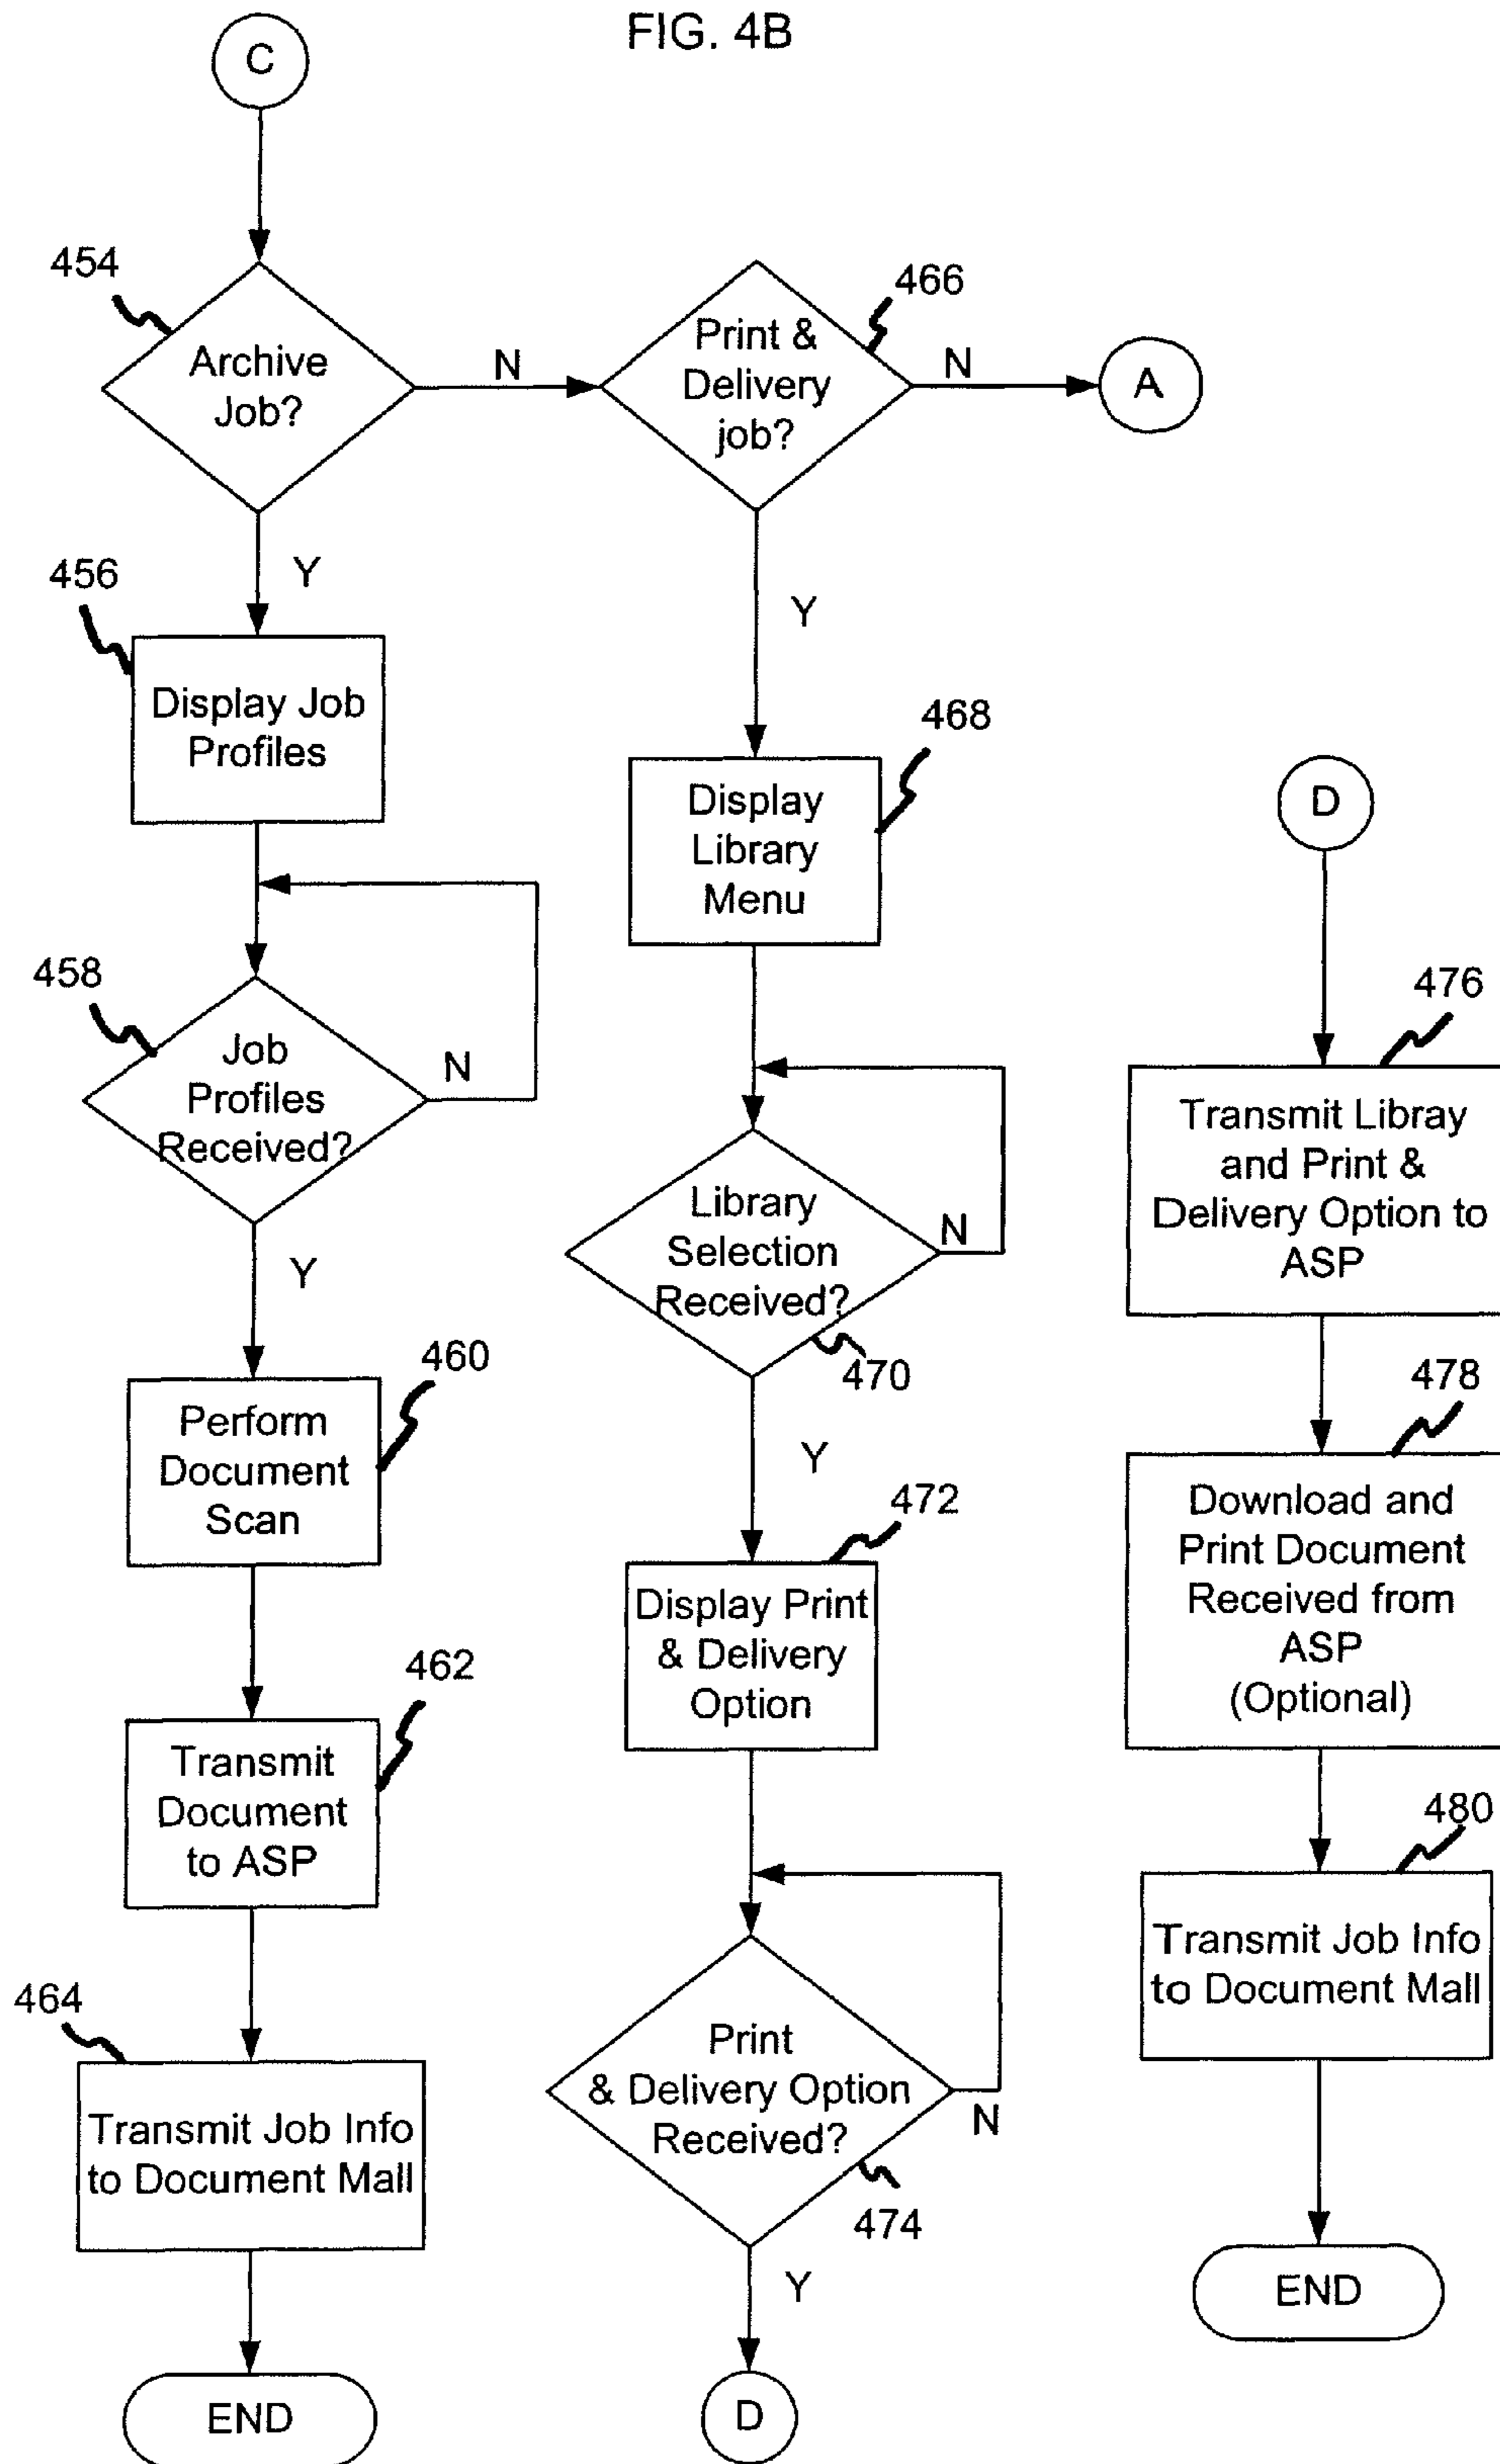 FIG. 4B
C
454
Archive
Job?
N
Y
466
Print &
Delivery
job?
N
A
Y
456
Display Job
Profiles
458
Job
Profiles
Received?
N
Y
460
Perform
Document
Scan
462
Transmit
Document
to ASP
464
Transmit Job Info
to Document Mall
END
468
Display
Library
Menu
Library
Selection
Received?
N
470
Y
472
Display Print
& Delivery
Option
Print
& Delivery Option
Received?
N
474
Y
D
D
476
Transmit Libray
and Print &
Delivery Option to
ASP
478
Download and
Print Document
Received from
ASP
(Optional)
480
Transmit Job Info
to Document Mall
END